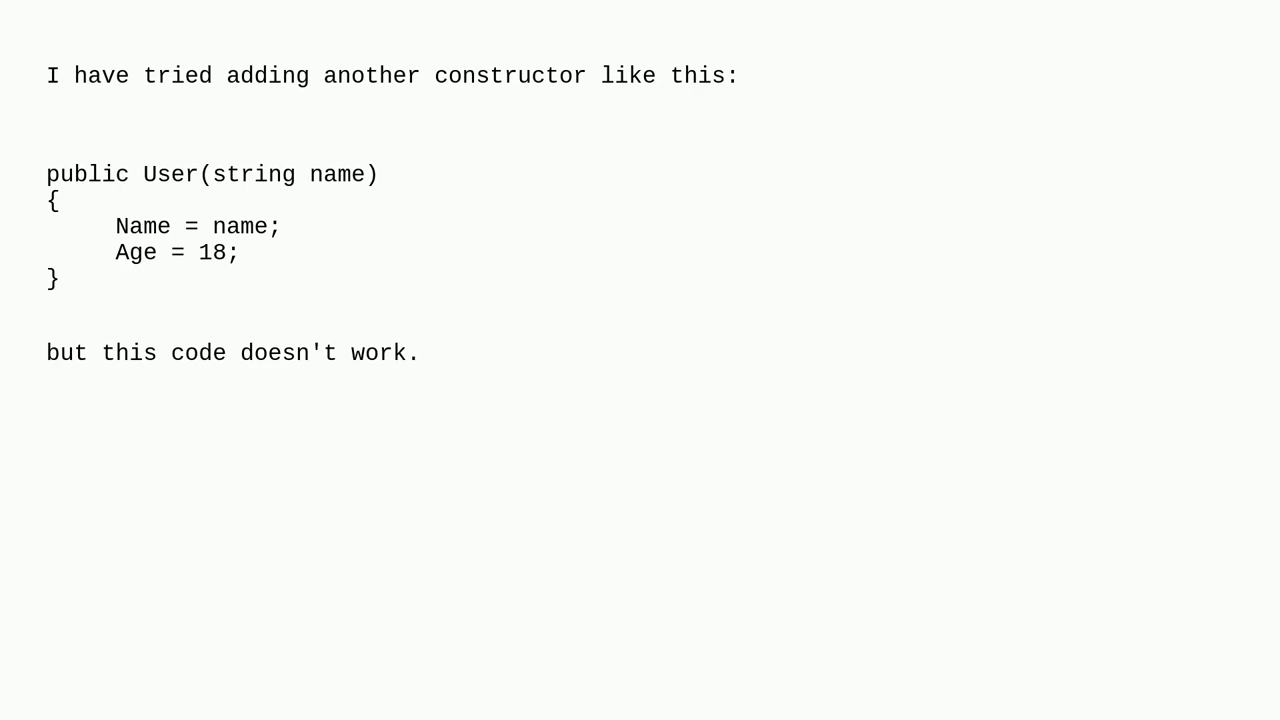 I have tried adding another constructor like this:
public User(string name)
{
     Name = name;
     Age = 18;
}
but this code doesn't work.